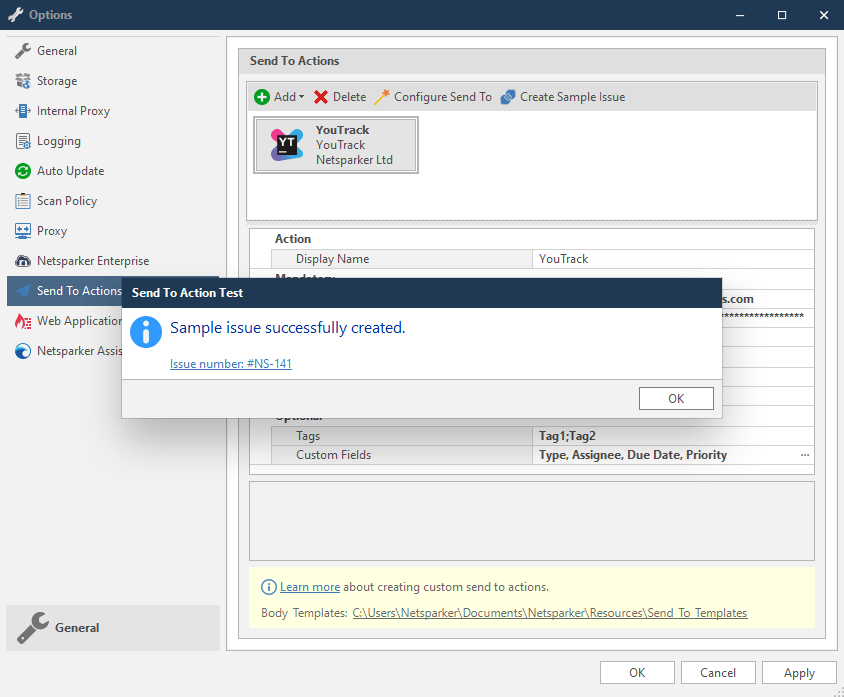 Options
General
Storage
Internal Proxy
Logging
Auto Update
Scan Policy
Proxy
Netsparker Enterprise
Send To Actions
Web Application
Netsparker Assis
General
Send To Actions
Add
Delete
Configure Send To
Create Sample Issue
YT
YouTrack
YouTrack
Netsparker Ltd
Action
Display Name YouTrack
Mandatory
s.com
******************
Send To Action Test
Sample issue successfully created.
Issue number: #NS-141
OK
Optional
Tags Tag1;Tag2
Custom Fields Type, Assignee, Due Date, Priority ...
Learn more about creating custom send to actions.
Body Templates: C:\Users\Netsparker\Documents\Netsparker\Resources\Send To Templates
OK
Cancel
Apply